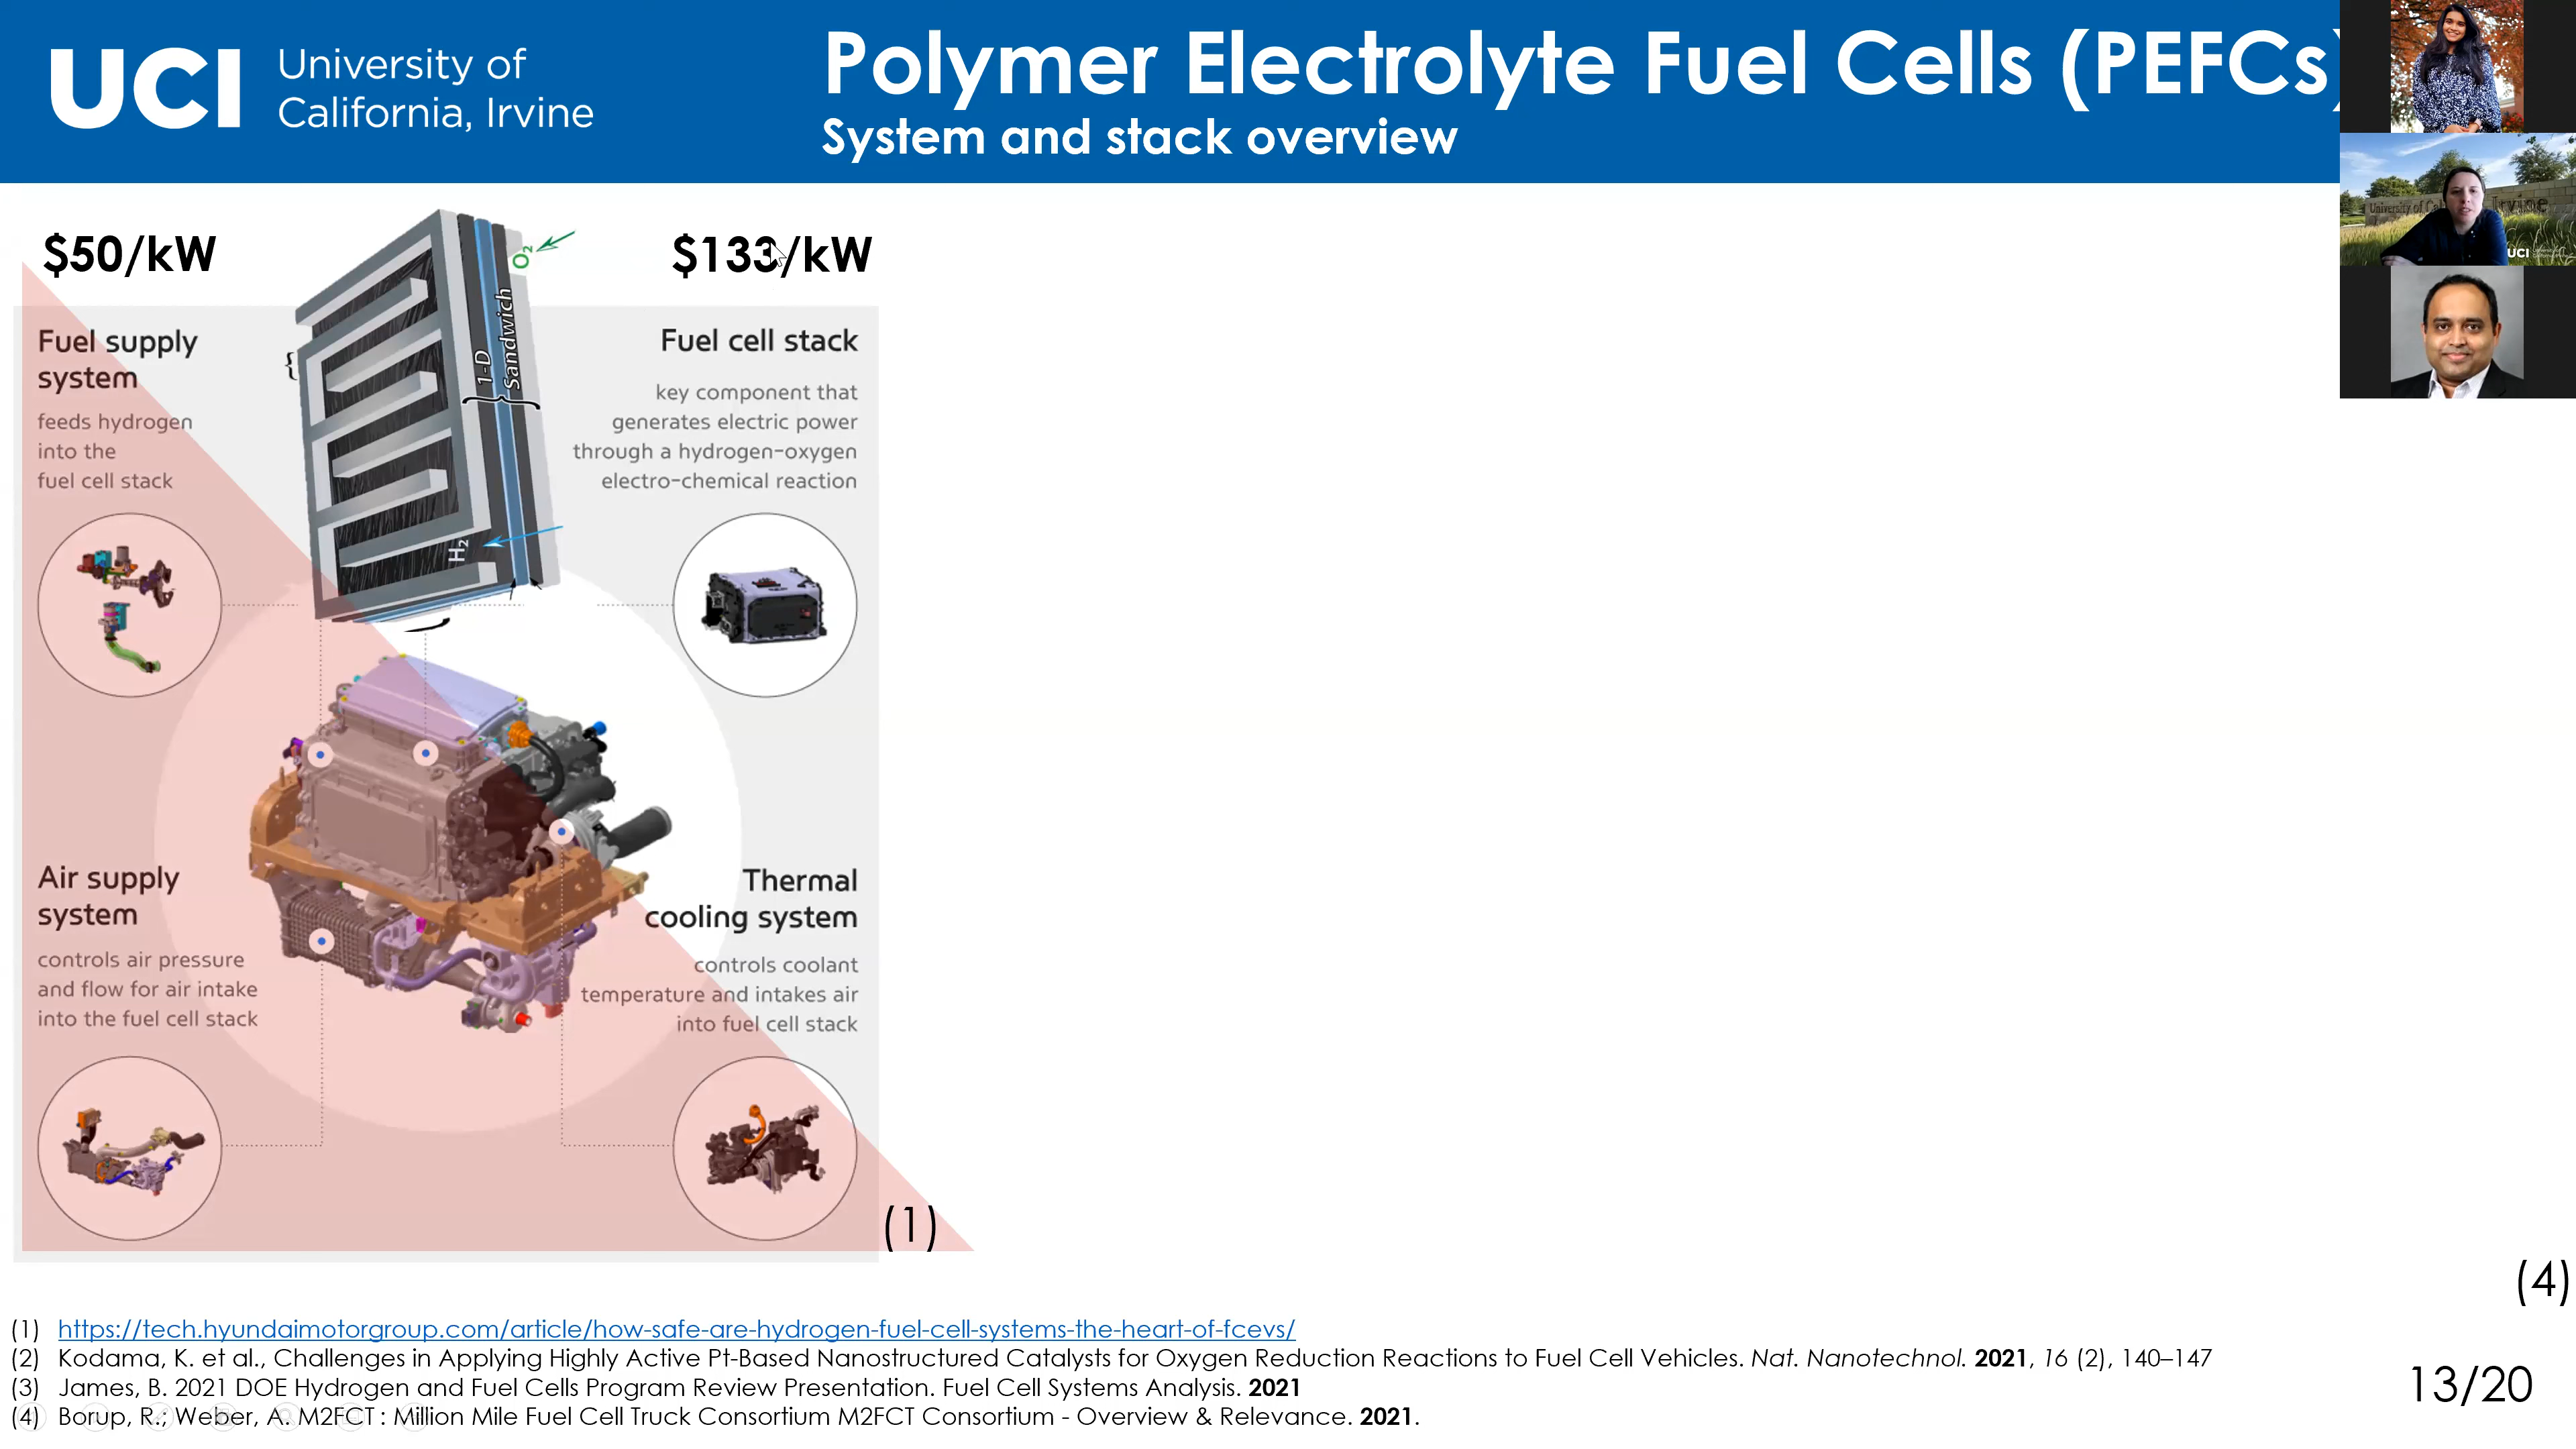 UCI University of
California, Irvine
Polymer Electrolyte Fuel Cells (PEFCs)
System and stack overview
$50/kW
$133/kW
O2
1-D
Sandwich
H2
{
Fuel supply
system
feeds hydrogen
into the
fuel cell stack
Fuel cell stack
key component that
generates electric power
through a hydrogen-oxygen
electro-chemical reaction
Air supply
system
controls air pressure
and flow for air intake
into the fuel cell stack
Thermal
cooling system
controls coolant
temperature and intakes air
into fuel cell stack
(1)
(4)
(1) https://tech.hyundaimotorgroup.com/article/how-safe-are-hydrogen-fuel-cell-systems-the-heart-of-fcevs/
(2) Kodama, K. et al., Challenges in Applying Highly Active Pt-Based Nanostructured Catalysts for Oxygen Reduction Reactions to Fuel Cell Vehicles. Nat. Nanotechnol. 2021, 16 (2), 140–147
(3) James, B. 2021 DOE Hydrogen and Fuel Cells Program Review Presentation. Fuel Cell Systems Analysis. 2021
(4) Borup, R.; Weber, A. M2FCT : Million Mile Fuel Cell Truck Consortium M2FCT Consortium - Overview & Relevance. 2021.
13/20
University of Cal
Irvine
UCI